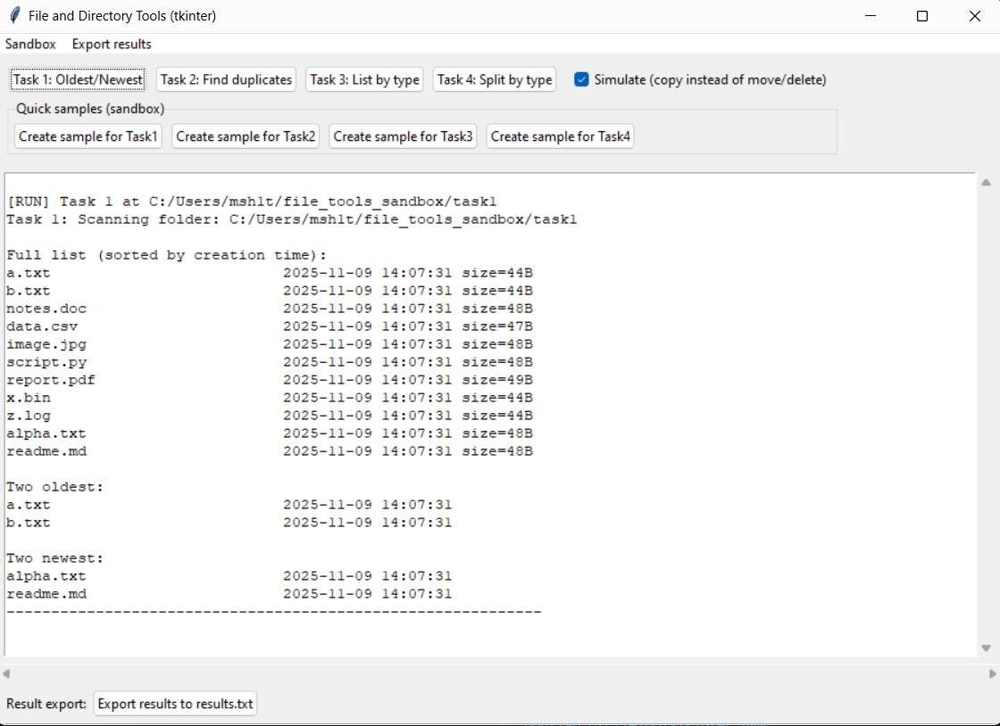 File and Directory Tools (tkinter)
Sandbox Export results
Task 1: Oldest/Newest Task 2: Find duplicates Task 3: List by type Task 4: Split by type Simulate (copy instead of move/delete)
Quick samples (sandbox)
Create sample for Task1 Create sample for Task2 Create sample for Task3 Create sample for Task4
[RUN] Task 1 at C:/Users/msh1t/file_tools_sandbox/task1
Task 1: Scanning folder: C:/Users/msh1t/file_tools_sandbox/task1
Full list (sorted by creation time):
a.txt 2025-11-09 14:07:31 size=44B
b.txt 2025-11-09 14:07:31 size=44B
notes.doc 2025-11-09 14:07:31 size=48B
data.csv 2025-11-09 14:07:31 size=47B
image.jpg 2025-11-09 14:07:31 size=48B
script.py 2025-11-09 14:07:31 size=48B
report.pdf 2025-11-09 14:07:31 size=49B
x.bin 2025-11-09 14:07:31 size=44B
z.log 2025-11-09 14:07:31 size=44B
alpha.txt 2025-11-09 14:07:31 size=48B
readme.md 2025-11-09 14:07:31 size=48B
Two oldest:
a.txt 2025-11-09 14:07:31
b.txt 2025-11-09 14:07:31
Two newest:
alpha.txt 2025-11-09 14:07:31
readme.md 2025-11-09 14:07:31
------------------------------------------------------------
Result export: Export results to results.txt